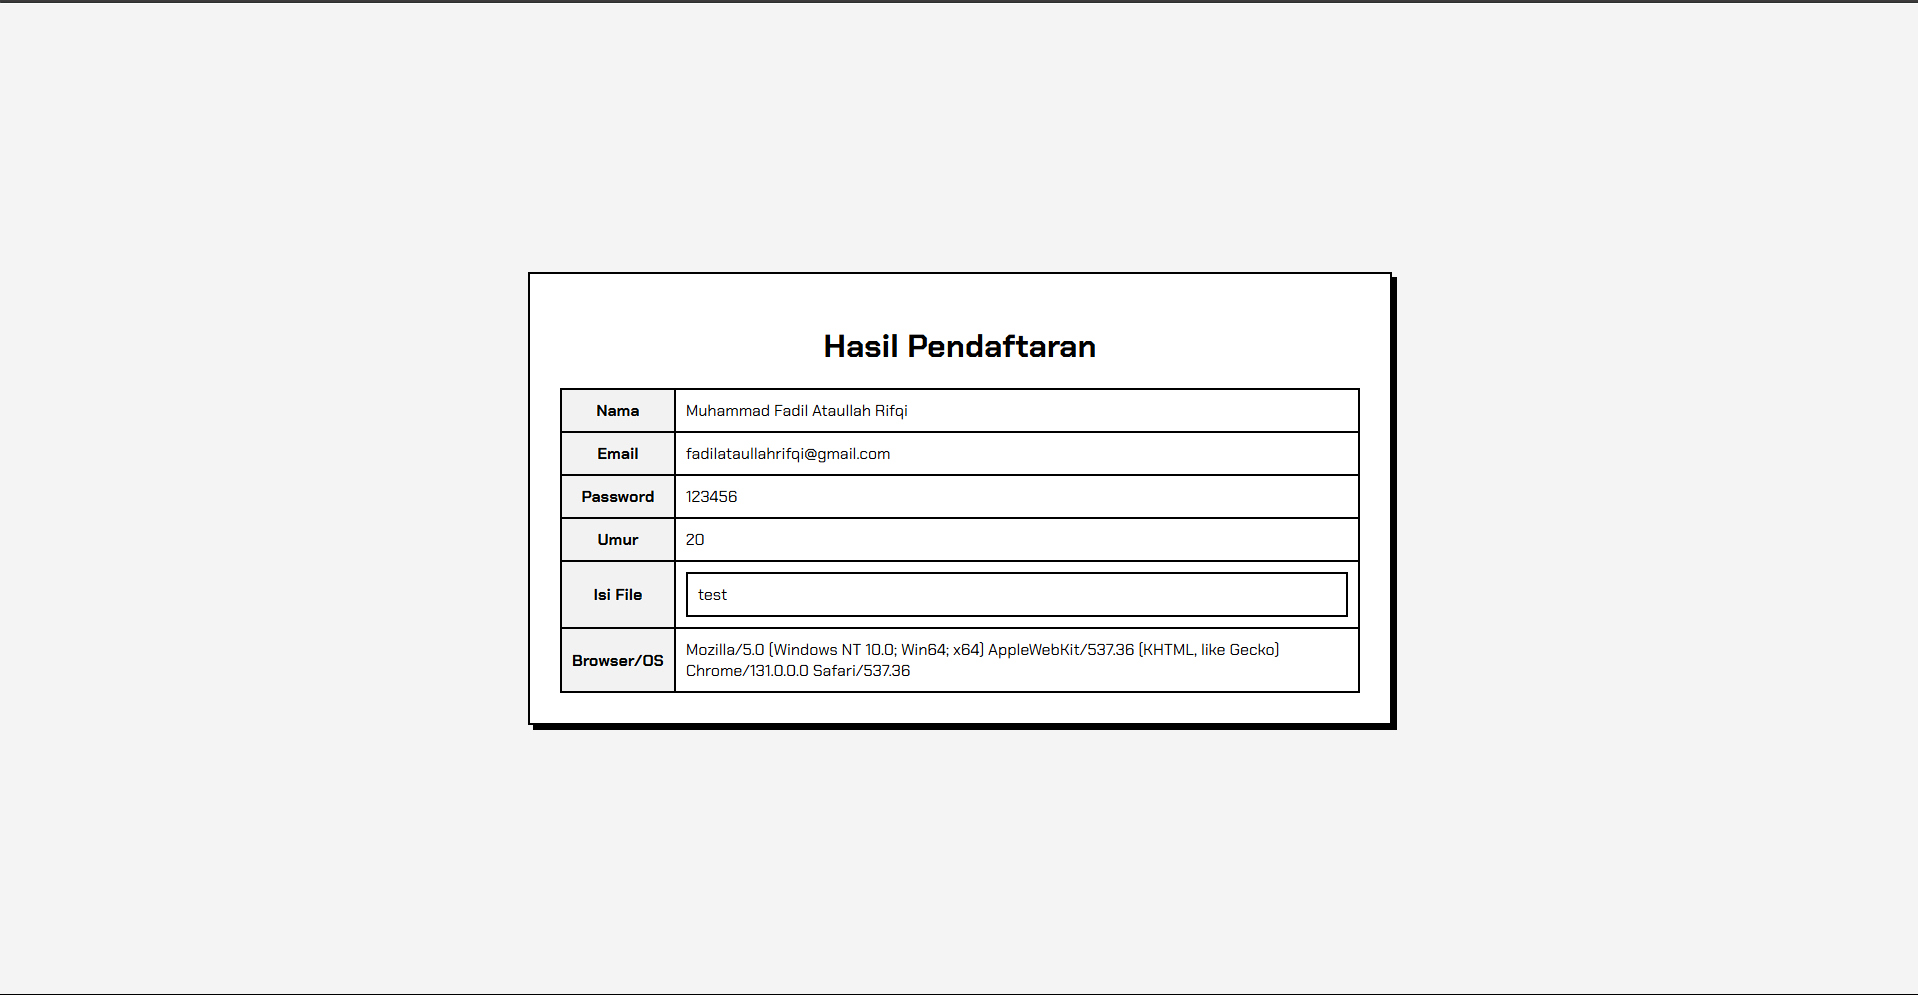 Hasil Pendaftaran
Nama Muhammad Fadil Ataullah Rifqi
Email fadilataullahrifqi@gmail.com
Password 123456
Umur 20
Isi File test
Browser/OS Mozilla/5.0 (Windows NT 10.0; Win64; x64) AppleWebKit/537.36 (KHTML, like Gecko)
Chrome/131.0.0.0 Safari/537.36